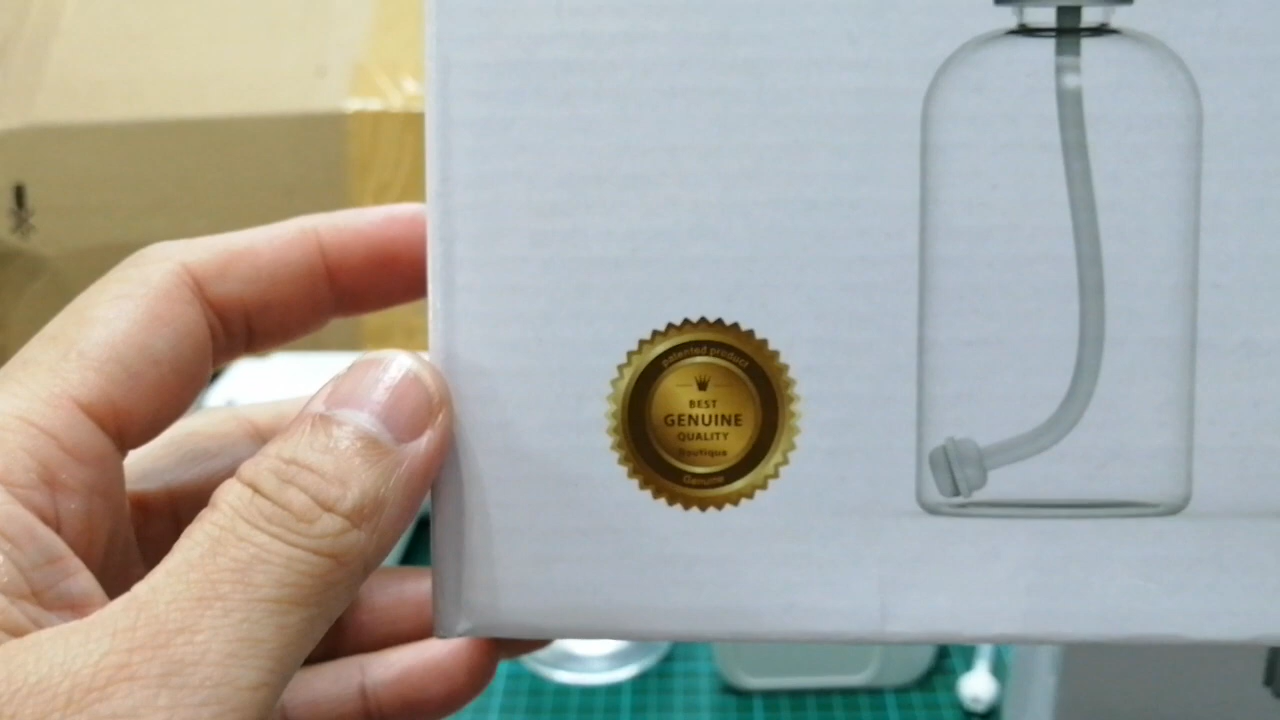 patented product
BEST
GENUINE
QUALITY
Boutique
Genuine